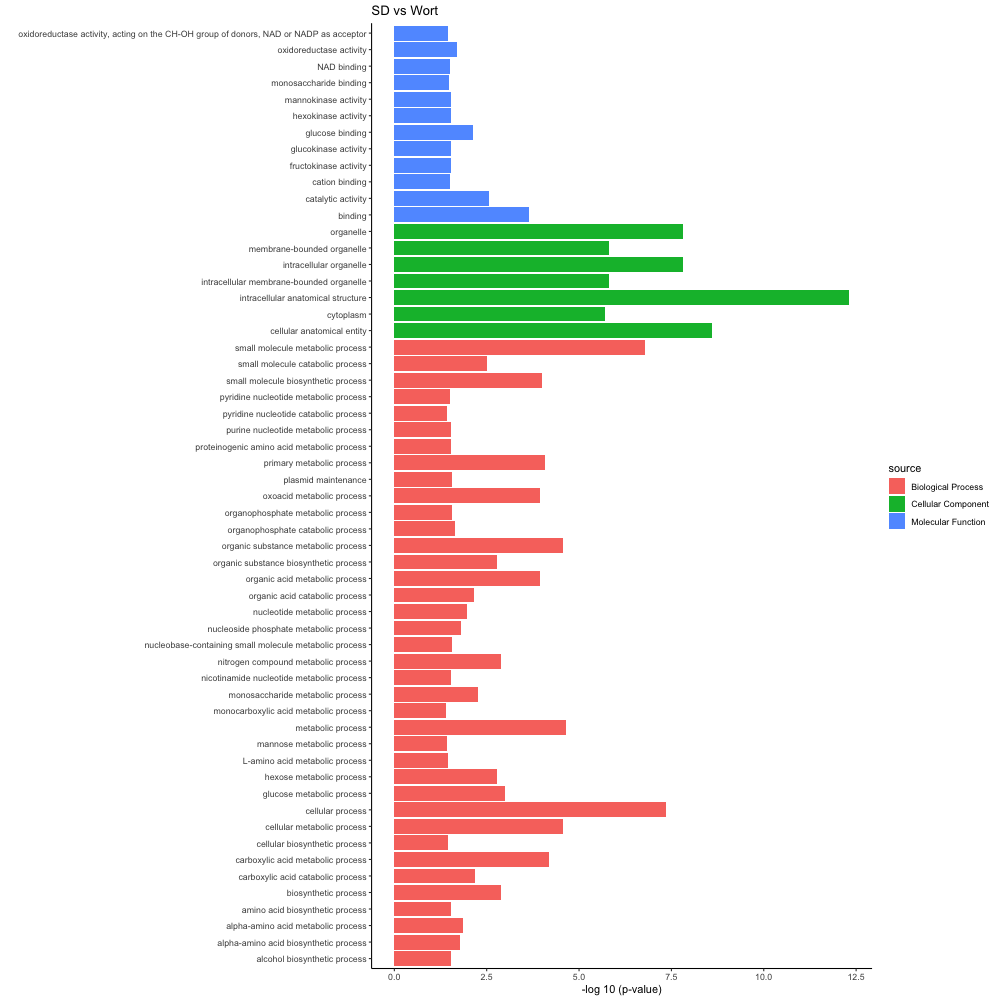 SD vs Wort
oxidoreductase activity, acting on the CH-OH group of donors, NAD or NADP as acceptor
oxidoreductase activity
NAD binding
monosaccharide binding
mannokinase activity
hexokinase activity
glucose binding
glucokinase activity
fructokinase activity
cation binding
catalytic activity
binding
organelle
membrane-bounded organelle
intracellular organelle
intracellular membrane-bounded organelle
intracellular anatomical structure
cytoplasm
cellular anatomical entity
small molecule metabolic process
small molecule catabolic process
small molecule biosynthetic process
pyridine nucleotide metabolic process
pyridine nucleotide catabolic process
purine nucleotide metabolic process
proteinogenic amino acid metabolic process
primary metabolic process
plasmid maintenance
oxoacid metabolic process
organophosphate metabolic process
organophosphate catabolic process
organic substance metabolic process
organic substance biosynthetic process
organic acid metabolic process
organic acid catabolic process
nucleotide metabolic process
nucleoside phosphate metabolic process
nucleobase-containing small molecule metabolic process
nitrogen compound metabolic process
nicotinamide nucleotide metabolic process
monosaccharide metabolic process
monocarboxylic acid metabolic process
metabolic process
mannose metabolic process
L-amino acid metabolic process
hexose metabolic process
glucose metabolic process
cellular process
cellular metabolic process
cellular biosynthetic process
carboxylic acid metabolic process
carboxylic acid catabolic process
biosynthetic process
amino acid biosynthetic process
alpha-amino acid metabolic process
alpha-amino acid biosynthetic process
alcohol biosynthetic process
0.0 2.5 5.0 7.5 10.0 12.5
-log 10 (p-value)
source
Biological Process
Cellular Component
Molecular Function